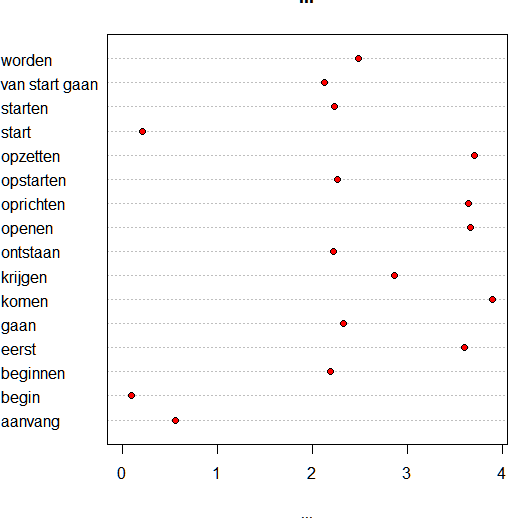 ...
worden
van start gaan
starten
start
opzetten
opstarten
oprichten
openen
ontstaan
krijgen
komen
gaan
eerst
beginnen
begin
aanvang
0 1 2 3 4
...